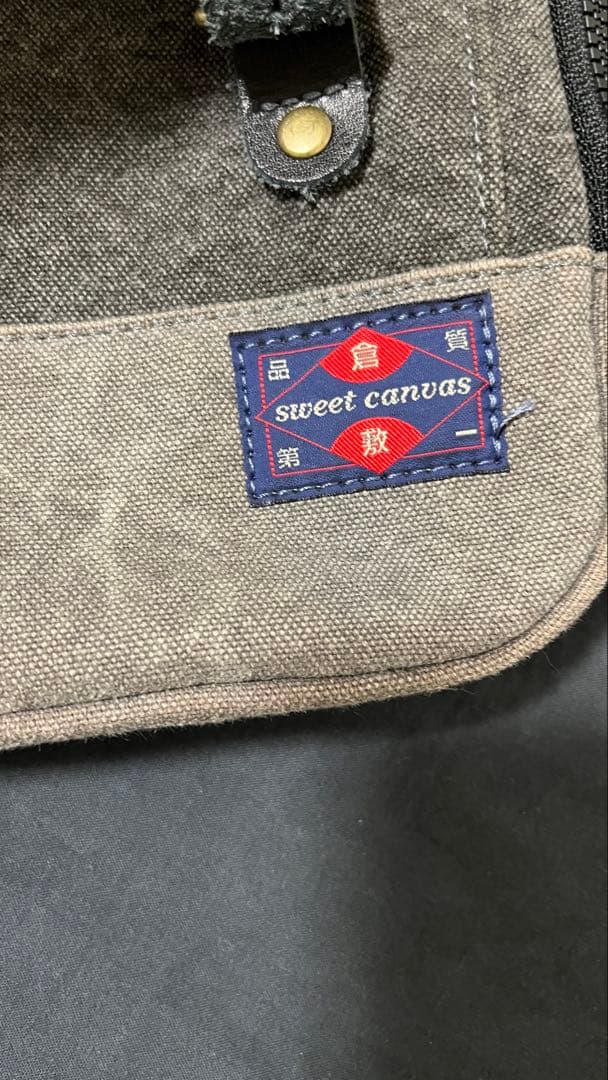 品 倉 質
sweet canvas
第 敷 一